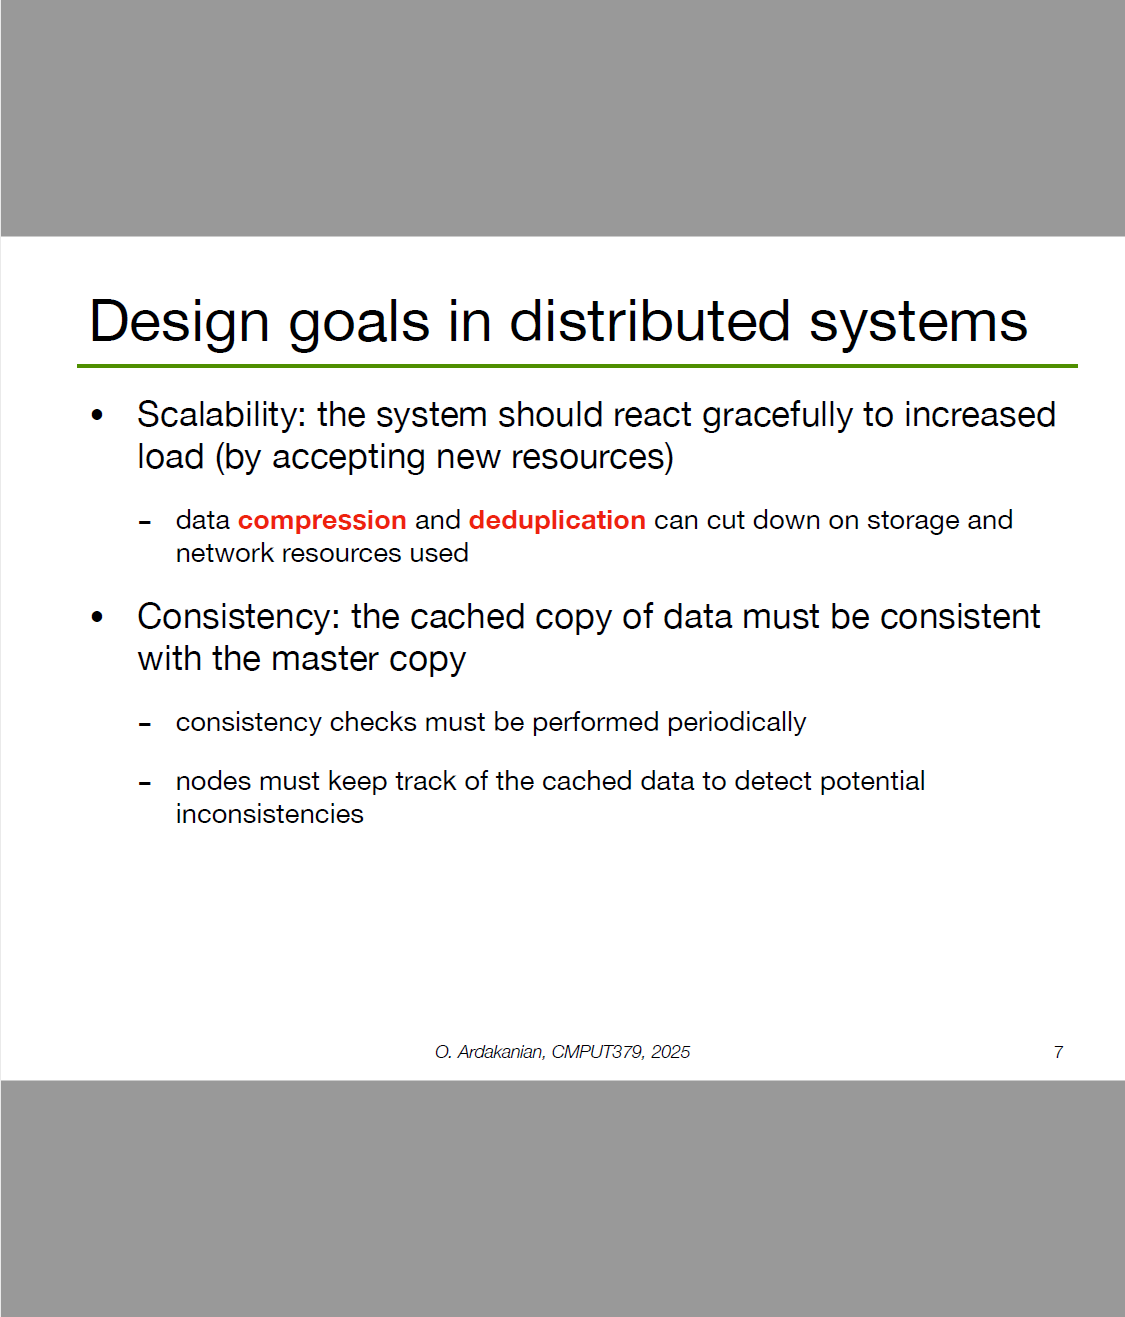 Design goals in distributed systems
• Scalability: the system should react gracefully to increased
load (by accepting new resources)
– data compression and deduplication can cut down on storage and
network resources used
• Consistency: the cached copy of data must be consistent
with the master copy
– consistency checks must be performed periodically
– nodes must keep track of the cached data to detect potential
inconsistencies
O. Ardakanian, CMPUT379, 2025
7